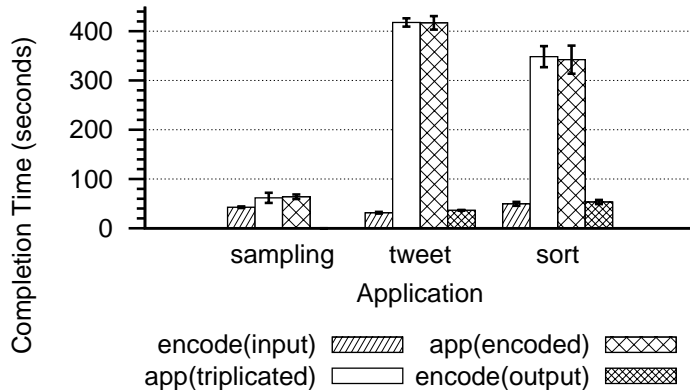 Completion Time (seconds)
400
300
200
100
0
sampling tweet sort
Application
encode(input) app(encoded)
app(triplicated) encode(output)